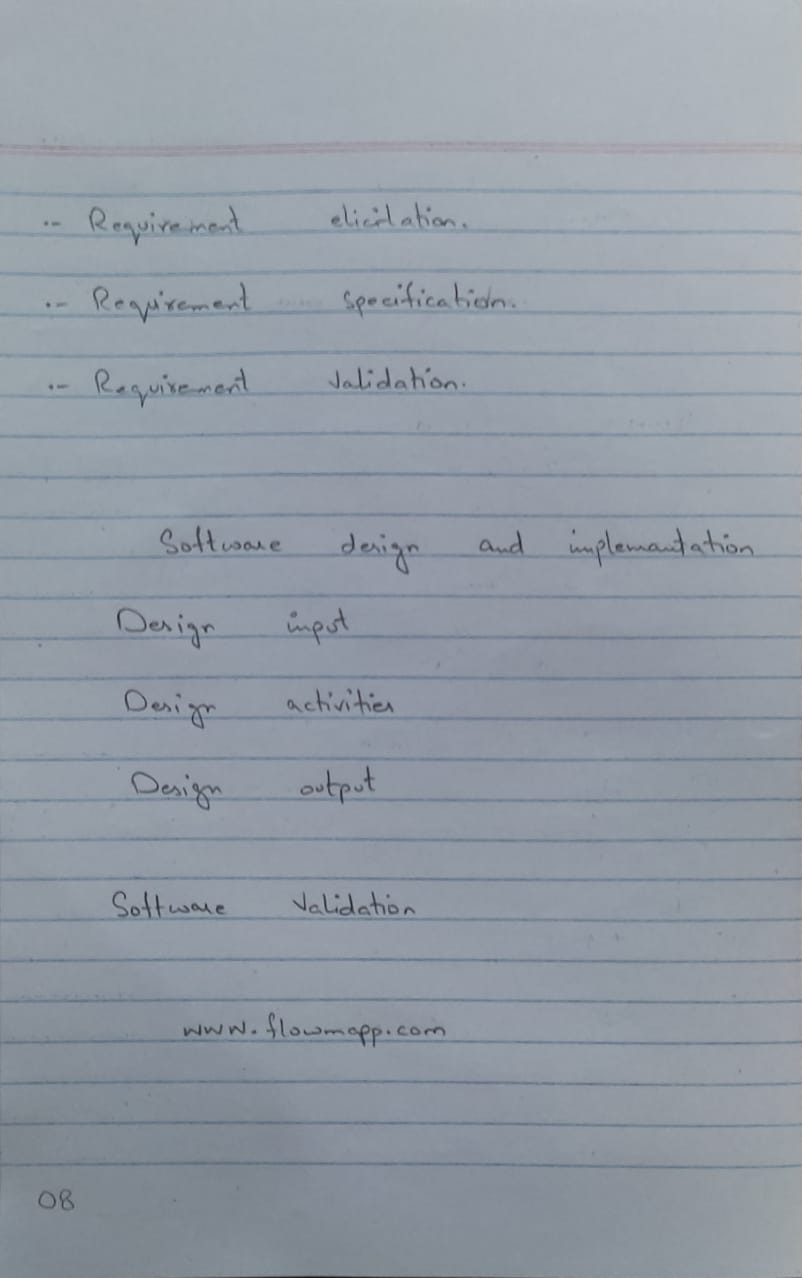 .- Requirement elicitation.
.- Requirement specification.
.- Requirement validation.
Software design and implemantation
Design input
Design activities
Design output
Software Validation
www.flowmapp.com
08